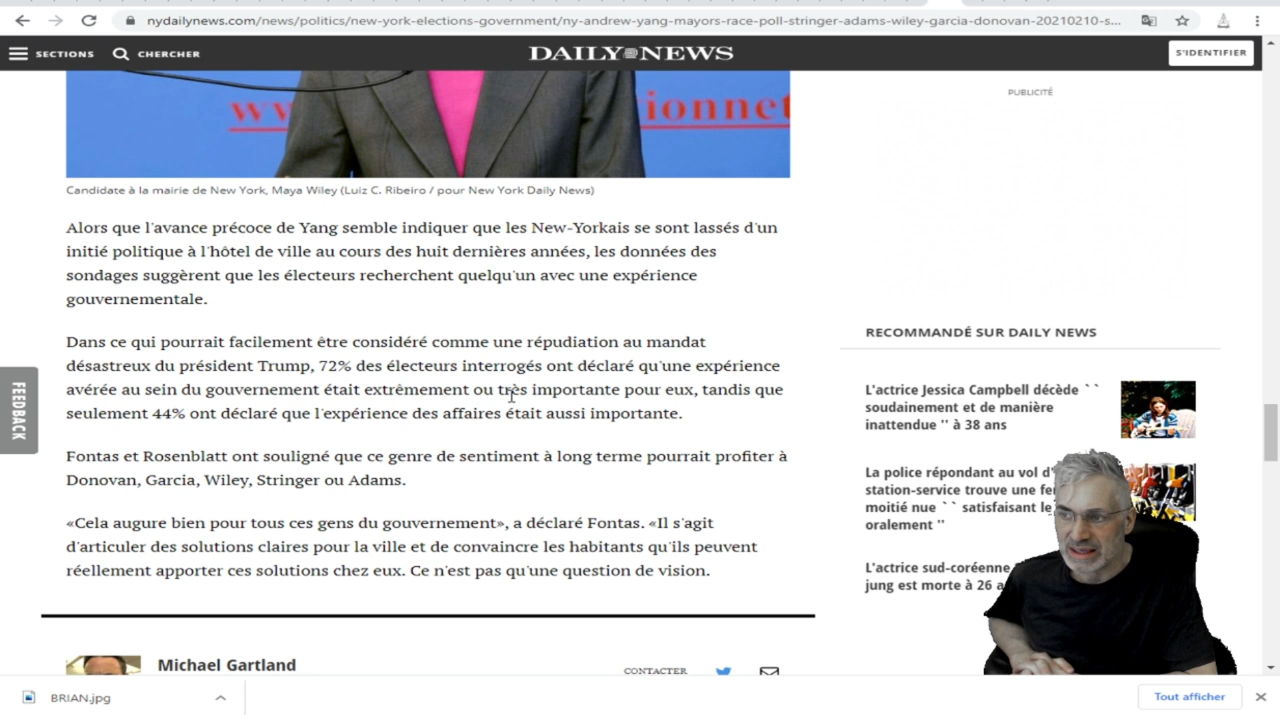 nydailynews.com/news/politics/new-york-elections-government/ny-andrew-yang-mayors-race-poll-stringer-adams-wiley-garcia-donovan-20210210-s...
SECTIONS CHERCHER DAILY NEWS S'IDENTIFIER
ionnet
PUBLICITÉ
Candidate à la mairie de New York, Maya Wiley (Luiz C. Ribeiro / pour New York Daily News)
Alors que l'avance précoce de Yang semble indiquer que les New-Yorkais se sont lassés d'un
initié politique à l'hôtel de ville au cours des huit dernières années, les données des
sondages suggèrent que les électeurs recherchent quelqu'un avec une expérience
gouvernementale.
Dans ce qui pourrait facilement être considéré comme une répudiation au mandat
désastreux du président Trump, 72% des électeurs interrogés ont déclaré qu'une expérience
avérée au sein du gouvernement était extrêmement ou très importante pour eux, tandis que
seulement 44% ont déclaré que l'expérience des affaires était aussi importante.
Fontas et Rosenblatt ont souligné que ce genre de sentiment à long terme pourrait profiter à
Donovan, Garcia, Wiley, Stringer ou Adams.
«Cela augure bien pour tous ces gens du gouvernement», a déclaré Fontas. «Il s'agit
d'articuler des solutions claires pour la ville et de convaincre les habitants qu'ils peuvent
réellement apporter ces solutions chez eux. Ce n'est pas qu'une question de vision.
Michael Gartland
CONTACTER
RECOMMANDÉ SUR DAILY NEWS
L'actrice Jessica Campbell décède ``
soudainement et de manière
inattendue '' à 38 ans
La police répondant au vol d'
station-service trouve une
moitié nue `` satisfaisant
oralement ''
L'actrice sud-coréenne
jung est morte à 26
FEEDBACK
BRIAN.jpg
Tout afficher